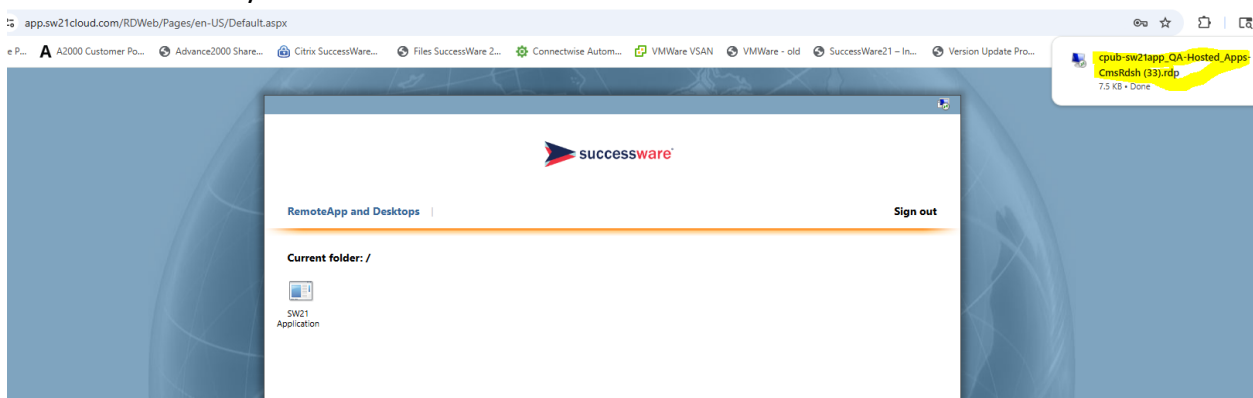 app.sw21cloud.com/RDWeb/Pages/en-US/Default.aspx
e P... A A2000 Customer Po... Advance2000 Share... Citrix SuccessWare... Files SuccessWare 2... Connectwise Autom... VMWare VSAN VMWare - old SuccessWare21 – In... Version Update Pro...
cpub-sw21app_QA-Hosted_Apps-
CmsRdsh (33).rdp
7.5 KB • Done
successware
RemoteApp and Desktops |
Sign out
Current folder: /
SW21
Application